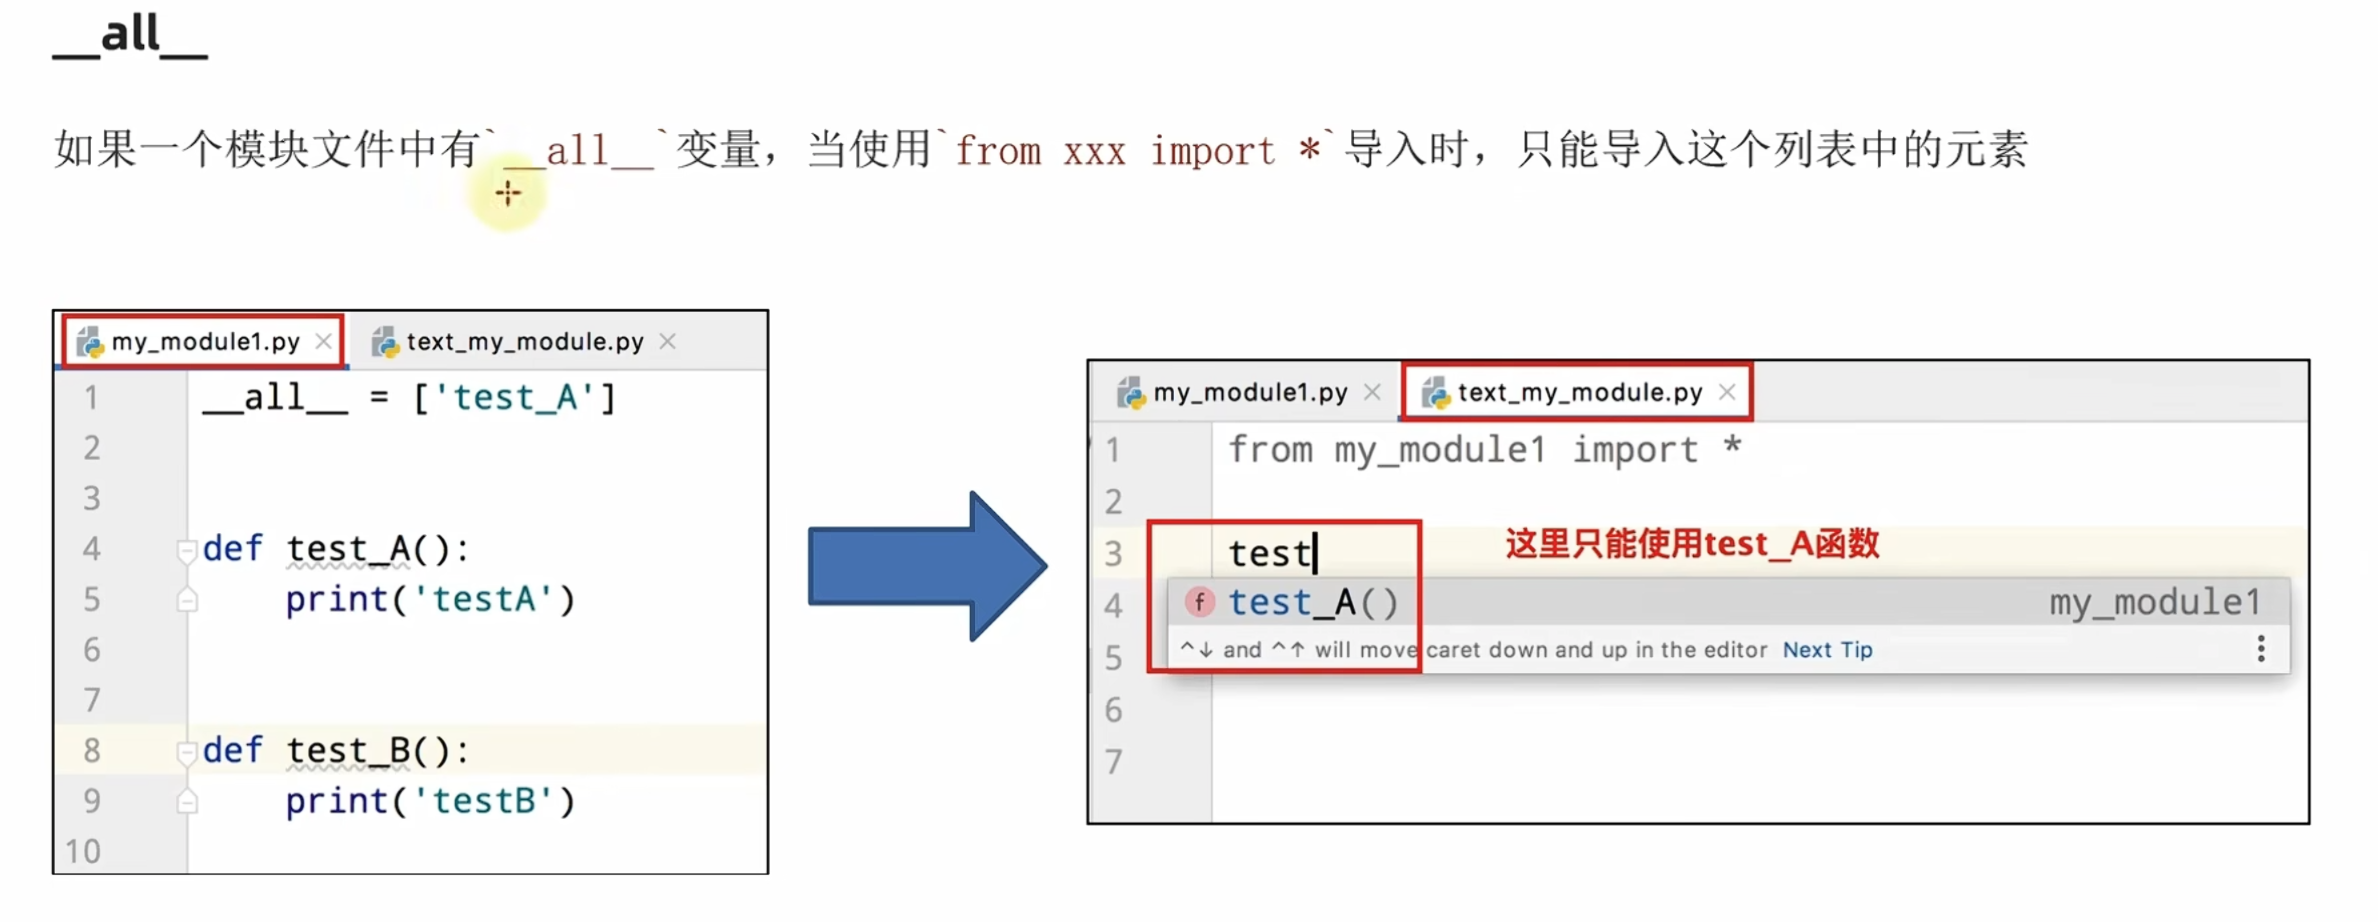 __all__
如果一个模块文件中有`__all__`变量，当使用`from xxx import *`导入时，只能导入这个列表中的元素
my_module1.py
text_my_module.py
1 __all__ = ['test_A']
2
3
4 def test_A():
5     print('testA')
6
7
8 def test_B():
9     print('testB')
10
my_module1.py
text_my_module.py
1 from my_module1 import *
2
3 test
这里只能使用test_A函数
4 f test_A() my_module1
5 ^↓ and ^↑ will move caret down and up in the editor Next Tip
6
7